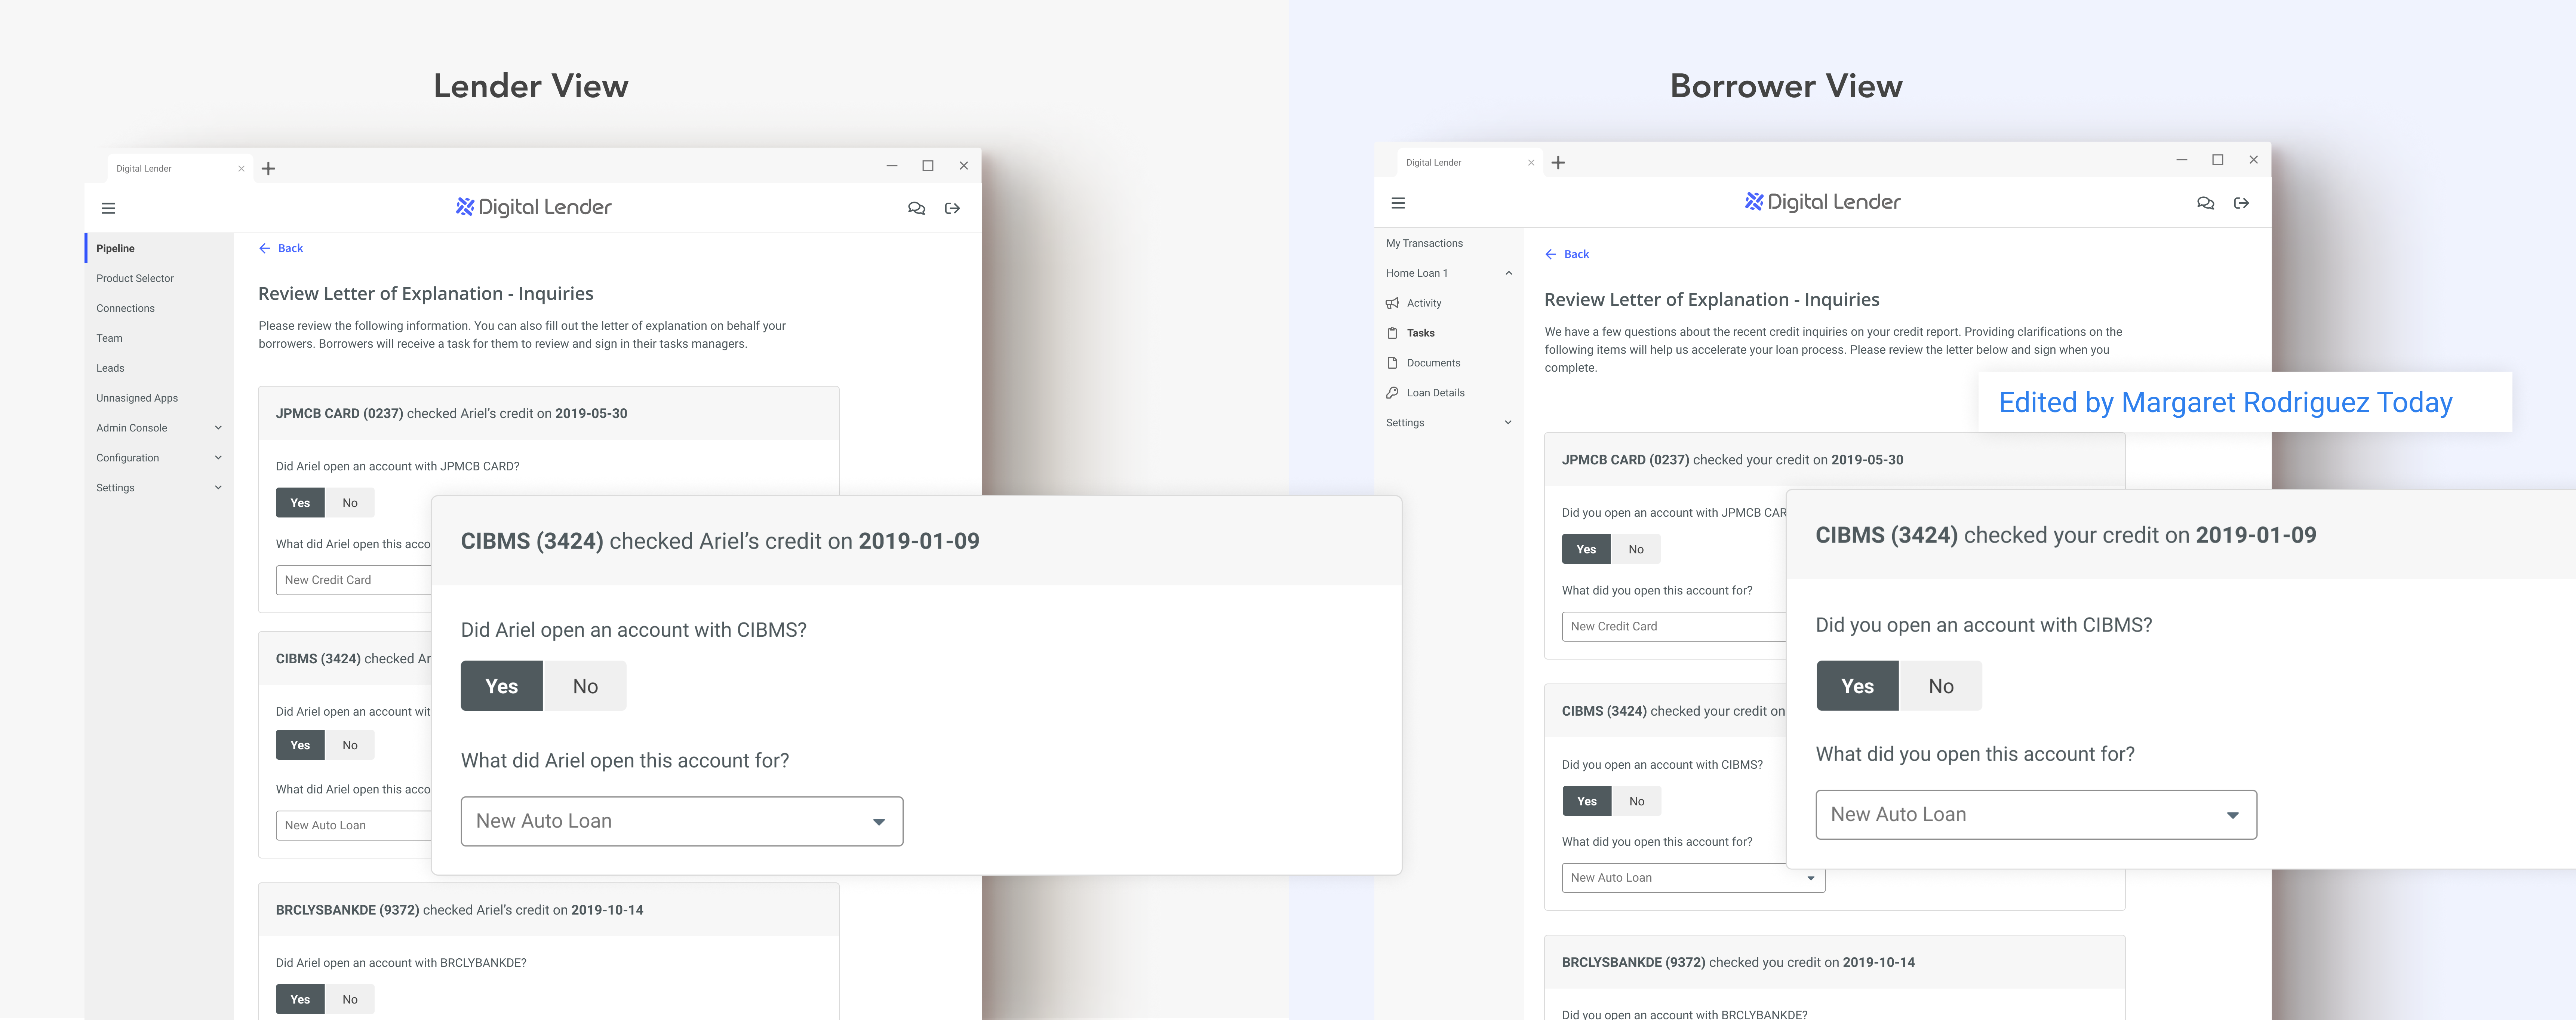 Lender View
Digital Lender
Digital Lender
Pipeline
Product Selector
Connections
Team
Leads
Unnasigned Apps
Admin Console
Configuration
Settings
Back
Review Letter of Explanation - Inquiries
Please review the following information. You can also fill out the letter of explanation on behalf your
borrowers. Borrowers will receive a task for them to review and sign in their tasks managers.
JPMCB CARD (0237) checked Ariel’s credit on 2019-05-30
Did Ariel open an account with JPMCB CARD?
Yes No
What did Ariel open this acco
New Credit Card
CIBMS (3424) checked Ar
Did Ariel open an account wit
Yes No
What did Ariel open this acco
New Auto Loan
BRCLYSBANKDE (9372) checked Ariel’s credit on 2019-10-14
Did Ariel open an account with BRCLYBANKDE?
Yes No
CIBMS (3424) checked Ariel’s credit on 2019-01-09
Did Ariel open an account with CIBMS?
Yes No
What did Ariel open this account for?
New Auto Loan
Borrower View
Digital Lender
Digital Lender
My Transactions
Home Loan 1
Activity
Tasks
Documents
Loan Details
Settings
Back
Review Letter of Explanation - Inquiries
We have a few questions about the recent credit inquiries on your credit report. Providing clarifications on the
following items will help us accelerate your loan process. Please review the letter below and sign when you
complete.
Edited by Margaret Rodriguez Today
JPMCB CARD (0237) checked your credit on 2019-05-30
Did you open an account with JPMCB CAR
Yes No
What did you open this account for?
New Credit Card
CIBMS (3424) checked your credit on
Did you open an account with CIBMS?
Yes No
What did you open this account for?
New Auto Loan
BRCLYSBANKDE (9372) checked you credit on 2019-10-14
Did you open an account with BRCLYBANKDE?
CIBMS (3424) checked your credit on 2019-01-09
Did you open an account with CIBMS?
Yes No
What did you open this account for?
New Auto Loan